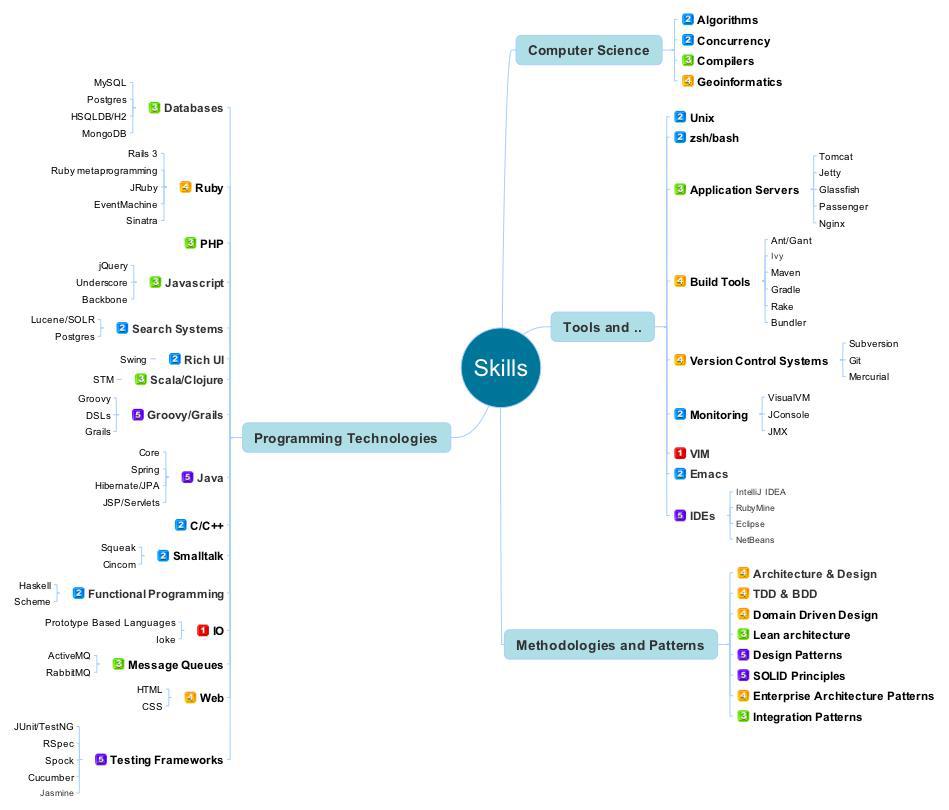 Skills
Computer Science
2 Algorithms
2 Concurrency
3 Compilers
4 Geoinformatics
Tools and ..
2 Unix
2 zsh/bash
3 Application Servers
Tomcat
Jetty
Glassfish
Passenger
Nginx
4 Build Tools
Ant/Gant
Ivy
Maven
Gradle
Rake
Bundler
4 Version Control Systems
Subversion
Git
Mercurial
2 Monitoring
VisualVM
JConsole
JMX
1 VIM
2 Emacs
5 IDEs
IntelliJ IDEA
RubyMine
Eclipse
NetBeans
Methodologies and Patterns
4 Architecture & Design
4 TDD & BDD
4 Domain Driven Design
3 Lean architecture
5 Design Patterns
5 SOLID Principles
4 Enterprise Architecture Patterns
3 Integration Patterns
Programming Technologies
3 Databases
MySQL
Postgres
HSQLDB/H2
MongoDB
4 Ruby
Rails 3
Ruby metaprogramming
JRuby
EventMachine
Sinatra
3 PHP
3 Javascript
jQuery
Underscore
Backbone
2 Search Systems
Lucene/SOLR
Postgres
2 Rich UI
Swing
3 Scala/Clojure
STM
5 Groovy/Grails
Groovy
DSLs
Grails
5 Java
Core
Spring
Hibernate/JPA
JSP/Servlets
2 C/C++
2 Smalltalk
Squeak
Cincom
2 Functional Programming
Haskell
Scheme
1 IO
Prototype Based Languages
Ioke
3 Message Queues
ActiveMQ
RabbitMQ
4 Web
HTML
CSS
5 Testing Frameworks
JUnit/TestNG
RSpec
Spock
Cucumber
Jasmine